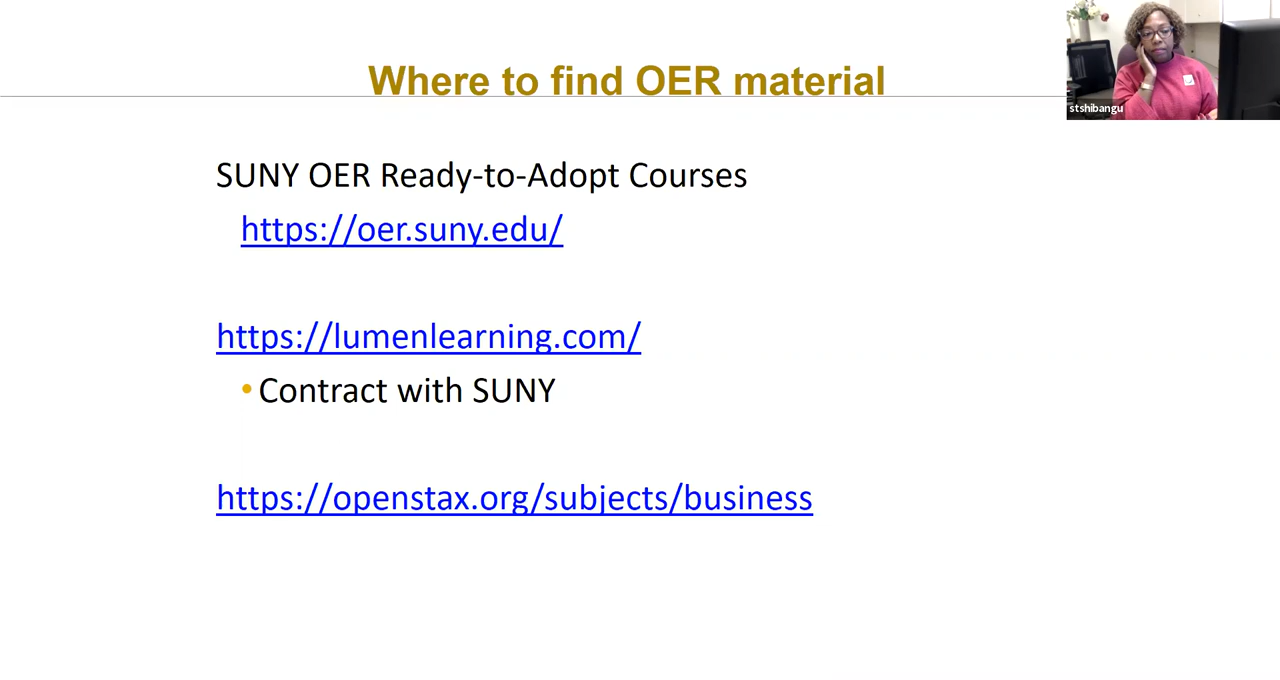 Where to find OER material
stshibangu
SUNY OER Ready-to-Adopt Courses
https://oer.suny.edu/
https://lumenlearning.com/
• Contract with SUNY
https://openstax.org/subjects/business